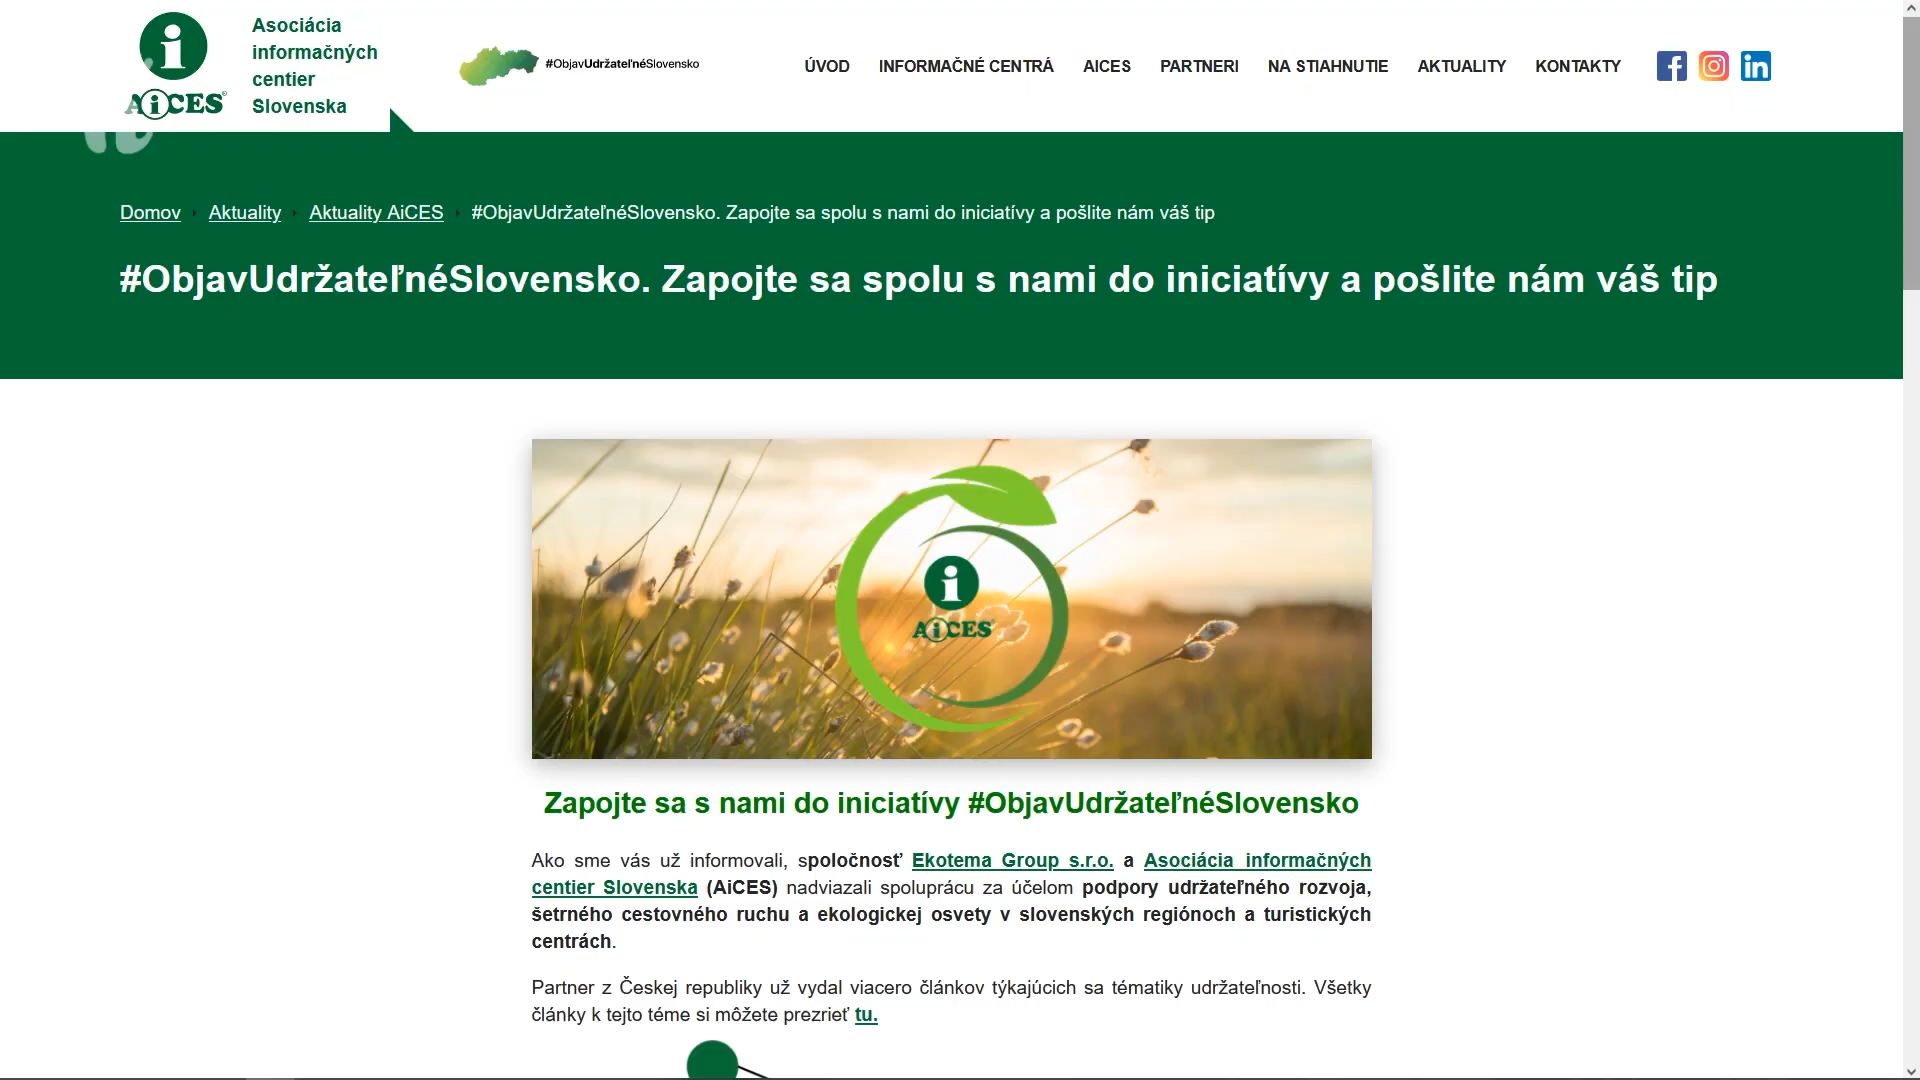 Asociácia
informačných
centier
Slovenska
AiCES
#ObjavUdržateľnéSlovensko
ÚVOD INFORMAČNÉ CENTRÁ AICES PARTNERI NA STIAHNUTIE AKTUALITY KONTAKTY
Domov Aktuality Aktuality AiCES #ObjavUdržateľnéSlovensko. Zapojte sa spolu s nami do iniciatívy a pošlite nám váš tip
#ObjavUdržateľnéSlovensko. Zapojte sa spolu s nami do iniciatívy a pošlite nám váš tip
AiCES
Zapojte sa s nami do iniciatívy #ObjavUdržateľnéSlovensko
Ako sme vás už informovali, spoločnosť Ekotema Group s.r.o. a Asociácia informačných
centier Slovenska (AiCES) nadviazali spoluprácu za účelom podpory udržateľného rozvoja,
šetrného cestovného ruchu a ekologickej osvety v slovenských regiónoch a turistických
centrách.
Partner z Českej republiky už vydal viacero článkov týkajúcich sa tématiky udržateľnosti. Všetky
články k tejto téme si môžete prezrieť tu.